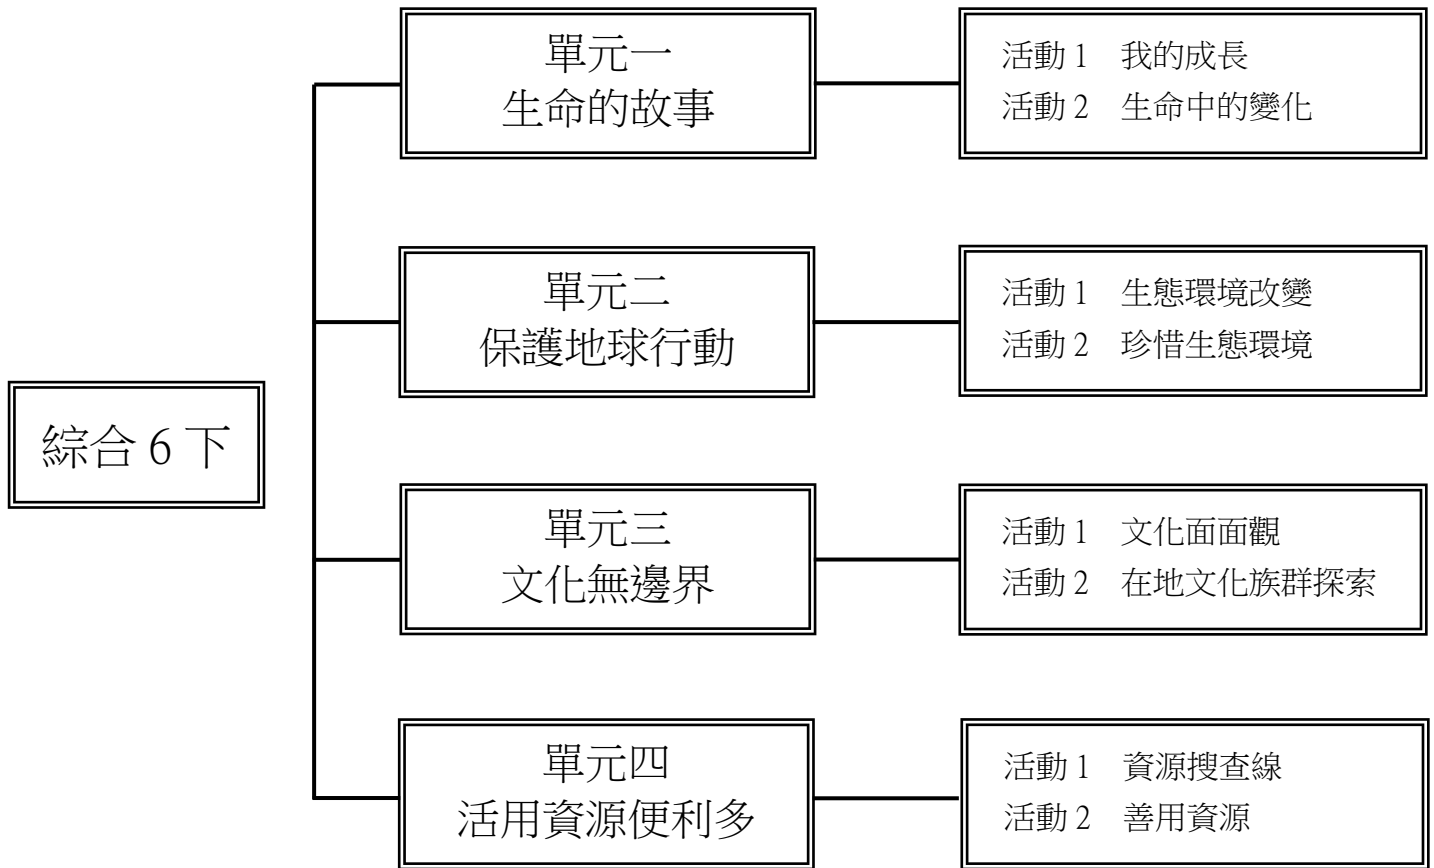 單元一
生命的故事
活動 1 我的成長
活動 2 生命中的變化
單元二
保護地球行動
活動 1 生態環境改變
活動 2 珍惜生態環境
綜合 6 下
單元三
文化無邊界
活動 1 文化面面觀
活動 2 在地文化族群探索
單元四
活用資源便利多
活動 1 資源搜查線
活動 2 善用資源